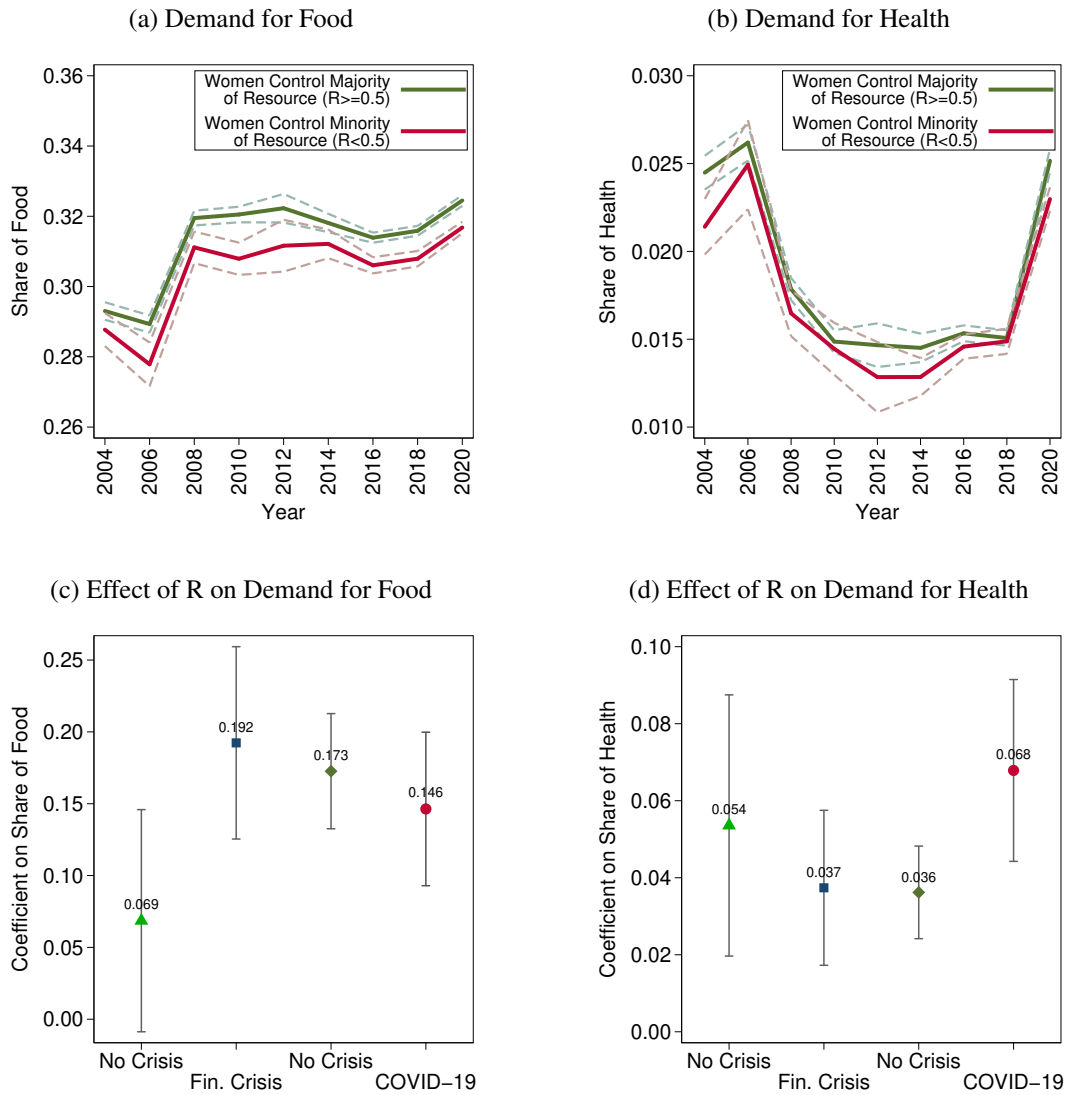 (a) Demand for Food
0.36
0.34
0.32
0.30
0.28
0.26
Share of Food
Women Control Majority
of Resource (R>=0.5)
Women Control Minority
of Resource (R<0.5)
2004
2006
2008
2010
2012
2014
2016
2018
2020
Year
(b) Demand for Health
0.030
0.025
0.020
0.015
0.010
Share of Health
Women Control Majority
of Resource (R>=0.5)
Women Control Minority
of Resource (R<0.5)
2004
2006
2008
2010
2012
2014
2016
2018
2020
Year
(c) Effect of R on Demand for Food
0.25
0.20
0.15
0.10
0.05
0.00
Coefficient on Share of Food
0.069
0.192
0.173
0.146
No Crisis
Fin. Crisis
No Crisis
COVID−19
(d) Effect of R on Demand for Health
0.10
0.08
0.06
0.04
0.02
0.00
Coefficient on Share of Health
0.054
0.037
0.036
0.068
No Crisis
Fin. Crisis
No Crisis
COVID−19